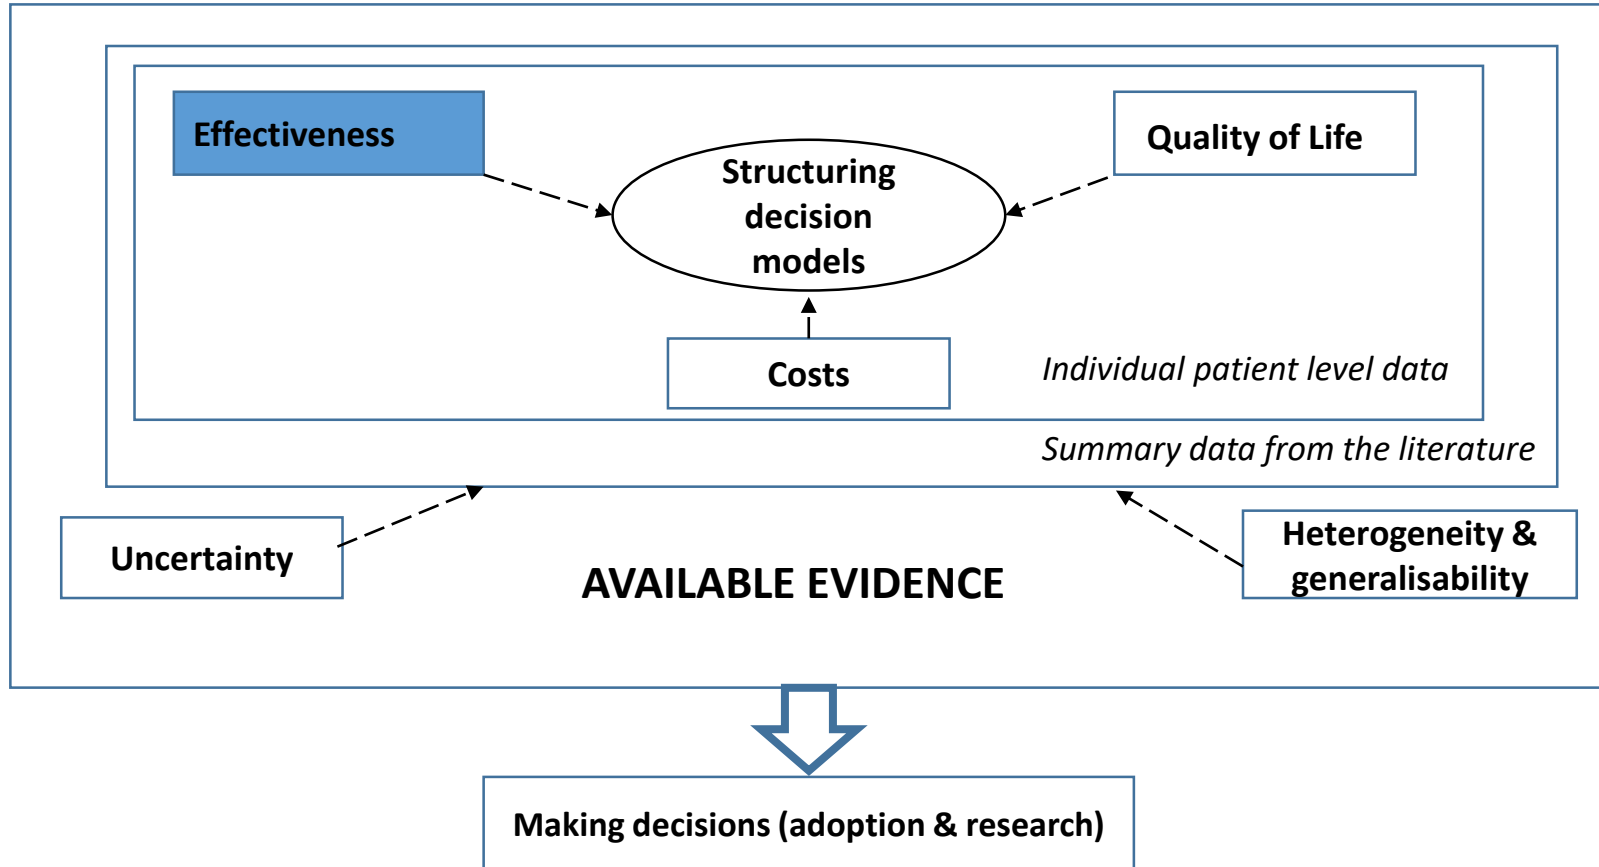 Effectiveness
Quality of Life
Structuring
decision
models
Costs
Individual patient level data
Summary data from the literature
Uncertainty
Heterogeneity &
generalisability
AVAILABLE EVIDENCE
Making decisions (adoption & research)